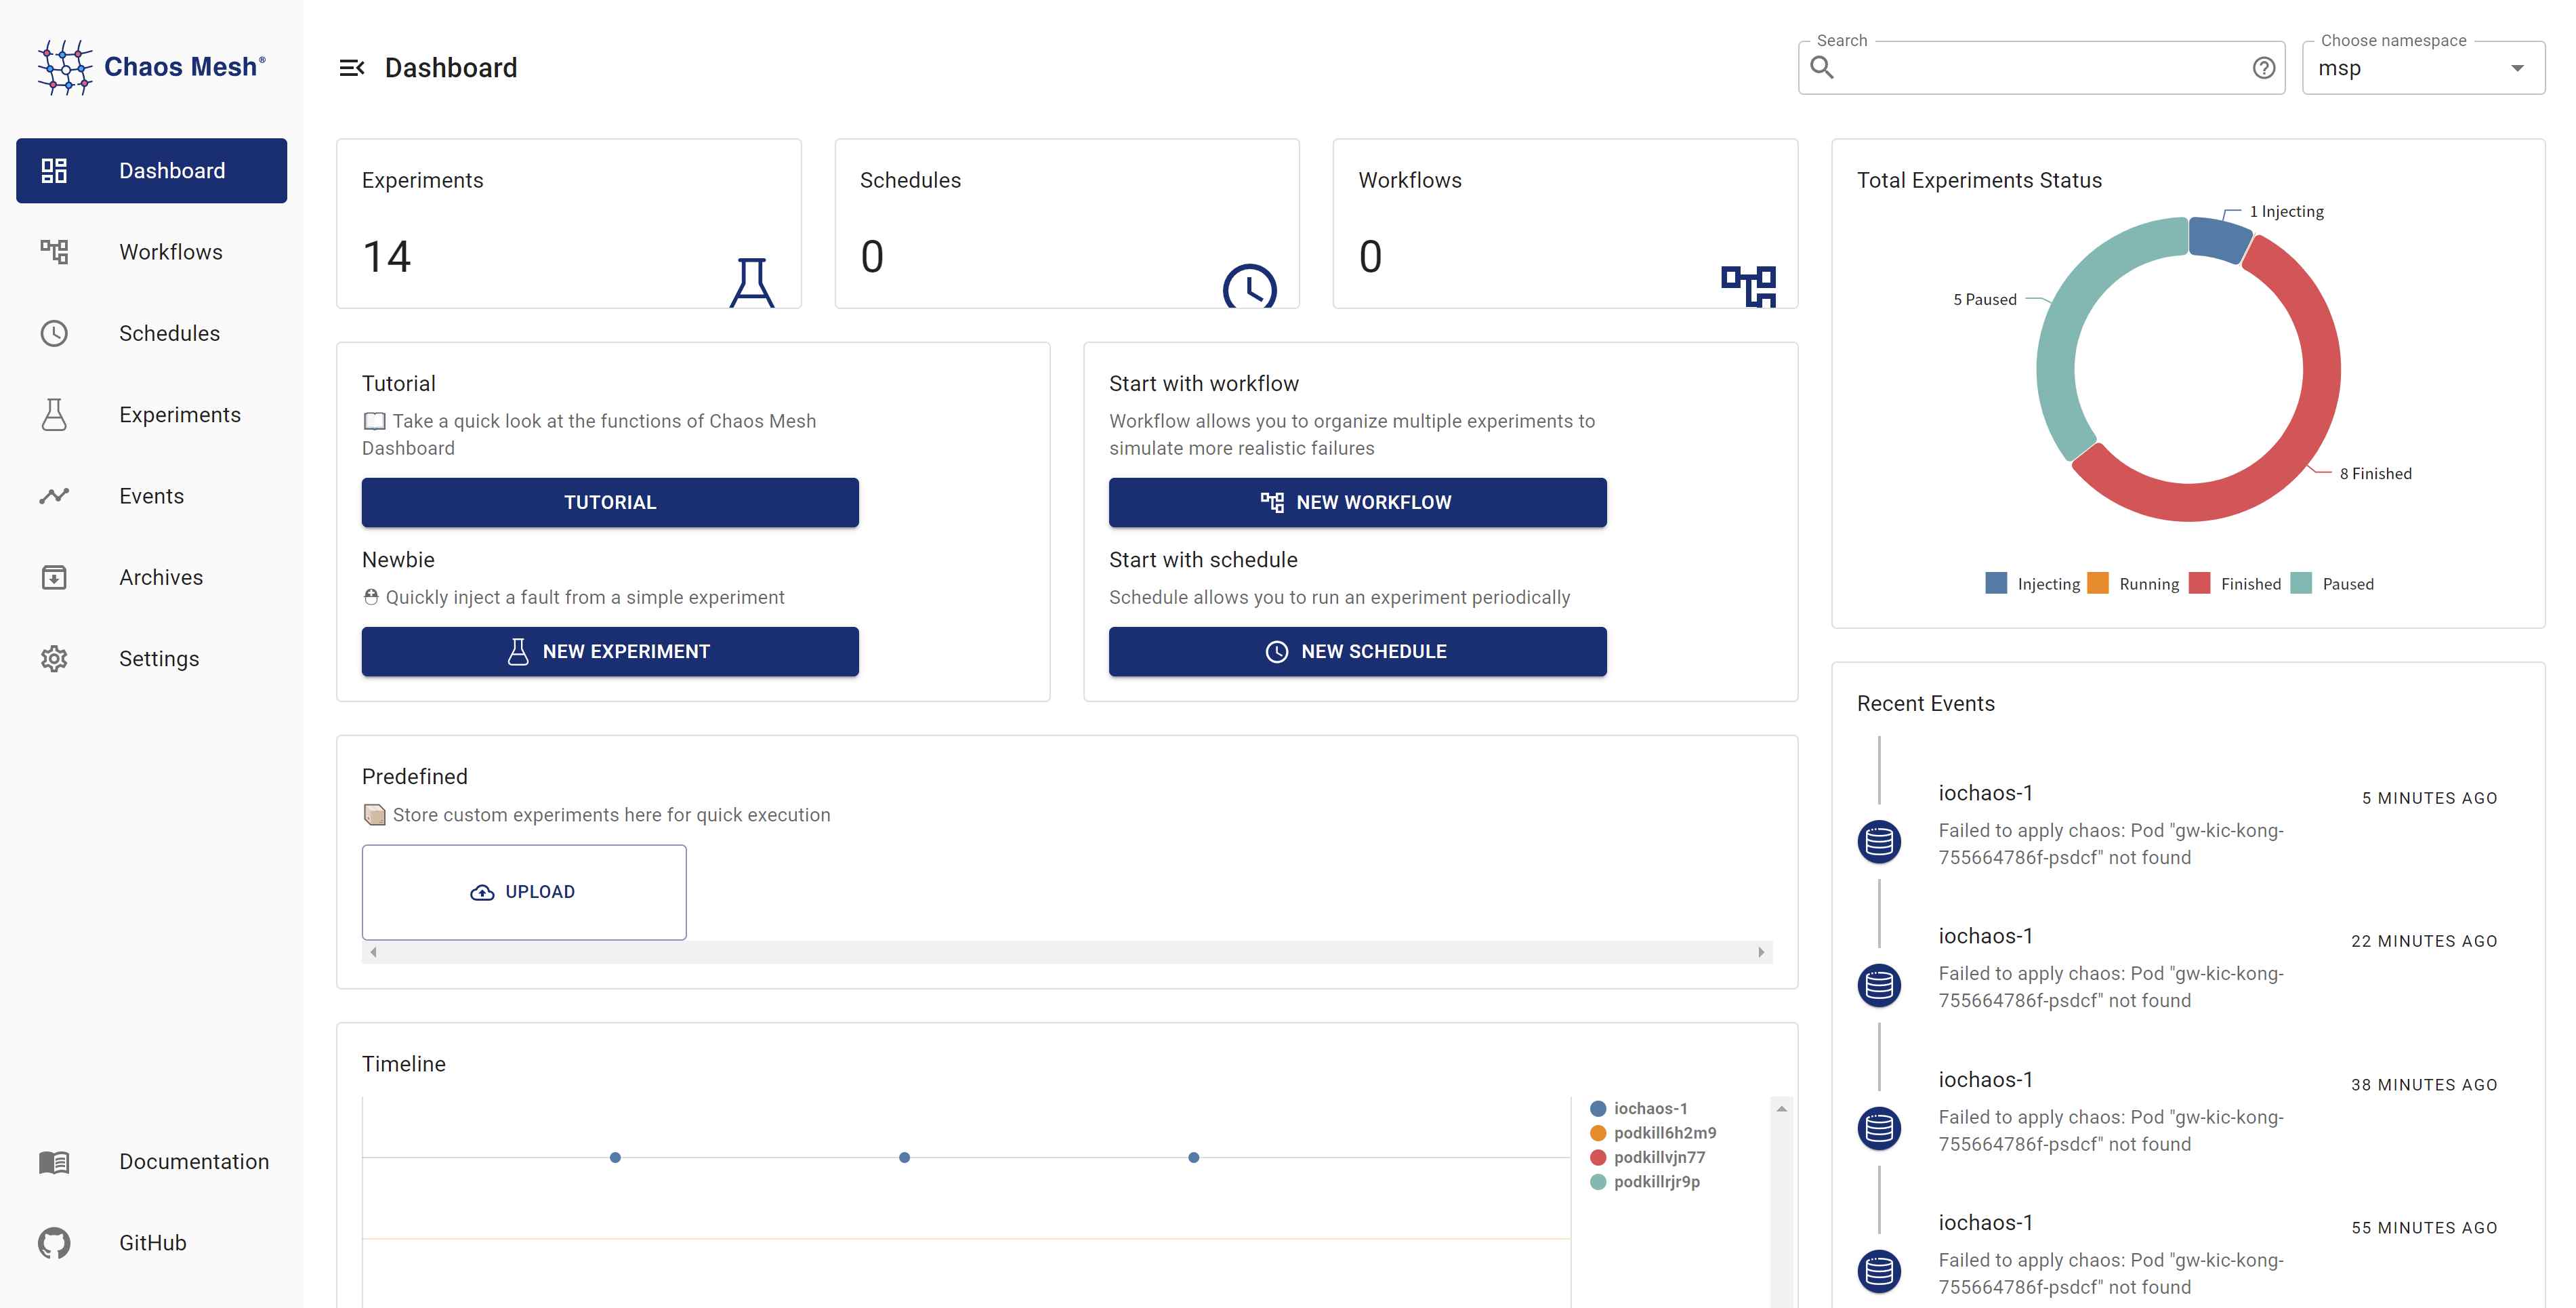 Chaos Mesh®
Dashboard
Workflows
Schedules
Experiments
Events
Archives
Settings
Documentation
GitHub
Dashboard
Search
Choose namespace
msp
Experiments
14
Schedules
0
Workflows
0
Tutorial
Take a quick look at the functions of Chaos Mesh
Dashboard
TUTORIAL
Newbie
Quickly inject a fault from a simple experiment
NEW EXPERIMENT
Start with workflow
Workflow allows you to organize multiple experiments to
simulate more realistic failures
NEW WORKFLOW
Start with schedule
Schedule allows you to run an experiment periodically
NEW SCHEDULE
Predefined
Store custom experiments here for quick execution
UPLOAD
Timeline
iochaos-1
podkill6h2m9
podkillvjn77
podkillrjr9p
Total Experiments Status
1 Injecting
5 Paused
8 Finished
Injecting Running Finished Paused
Recent Events
iochaos-1
5 MINUTES AGO
Failed to apply chaos: Pod "gw-kic-kong-
755664786f-psdcf" not found
iochaos-1
22 MINUTES AGO
Failed to apply chaos: Pod "gw-kic-kong-
755664786f-psdcf" not found
iochaos-1
38 MINUTES AGO
Failed to apply chaos: Pod "gw-kic-kong-
755664786f-psdcf" not found
iochaos-1
55 MINUTES AGO
Failed to apply chaos: Pod "gw-kic-kong-
755664786f-psdcf" not found